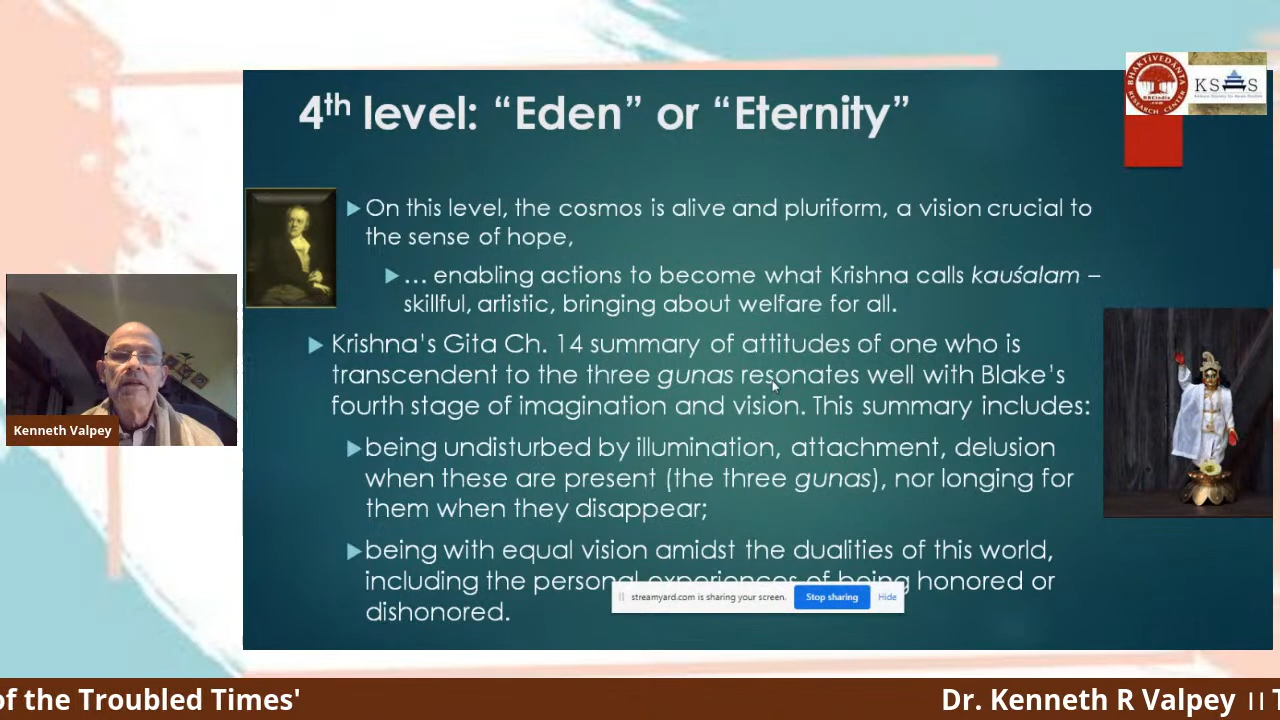 4th level: “Eden” or “Eternity”
BHAKTIVEDANTA
RESEARCH CENTER
KSAS
On this level, the cosmos is alive and pluriform, a vision crucial to
the sense of hope,
... enabling actions to become what Krishna calls kauśalam –
skillful, artistic, bringing about welfare for all.
Krishna’s Gita Ch. 14 summary of attitudes of one who is
transcendent to the three gunas resonates well with Blake’s
fourth stage of imagination and vision. This summary includes:
being undisturbed by illumination, attachment, delusion
when these are present (the three gunas), nor longing for
them when they disappear;
being with equal vision amidst the dualities of this world,
including the personal experiences of being honored or
dishonored.
streamyard.com is sharing your screen. Stop sharing Hide
Kenneth Valpey
of the Troubled Times' Dr. Kenneth R Valpey || T